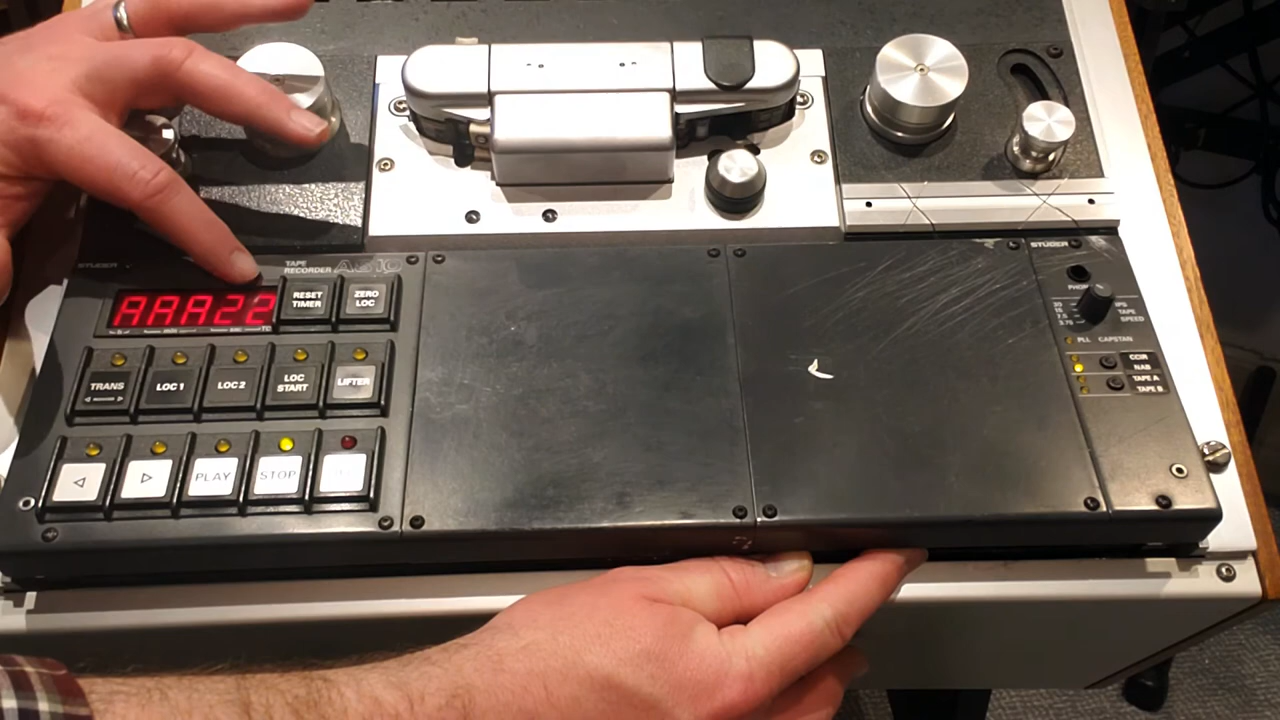 STUDER
TAPE
RECORDER A810
AAA22
RESET
TIMER
ZERO
LOC
TRANS
LOC 1
LOC 2
LOC
START
LIFTER
PLAY
STOP
STUDER
PHONES
30
15
7.5
3.75
IPS
TAPE
SPEED
PLL CAPSTAN
CCIR
NAB
TAPE A
TAPE B